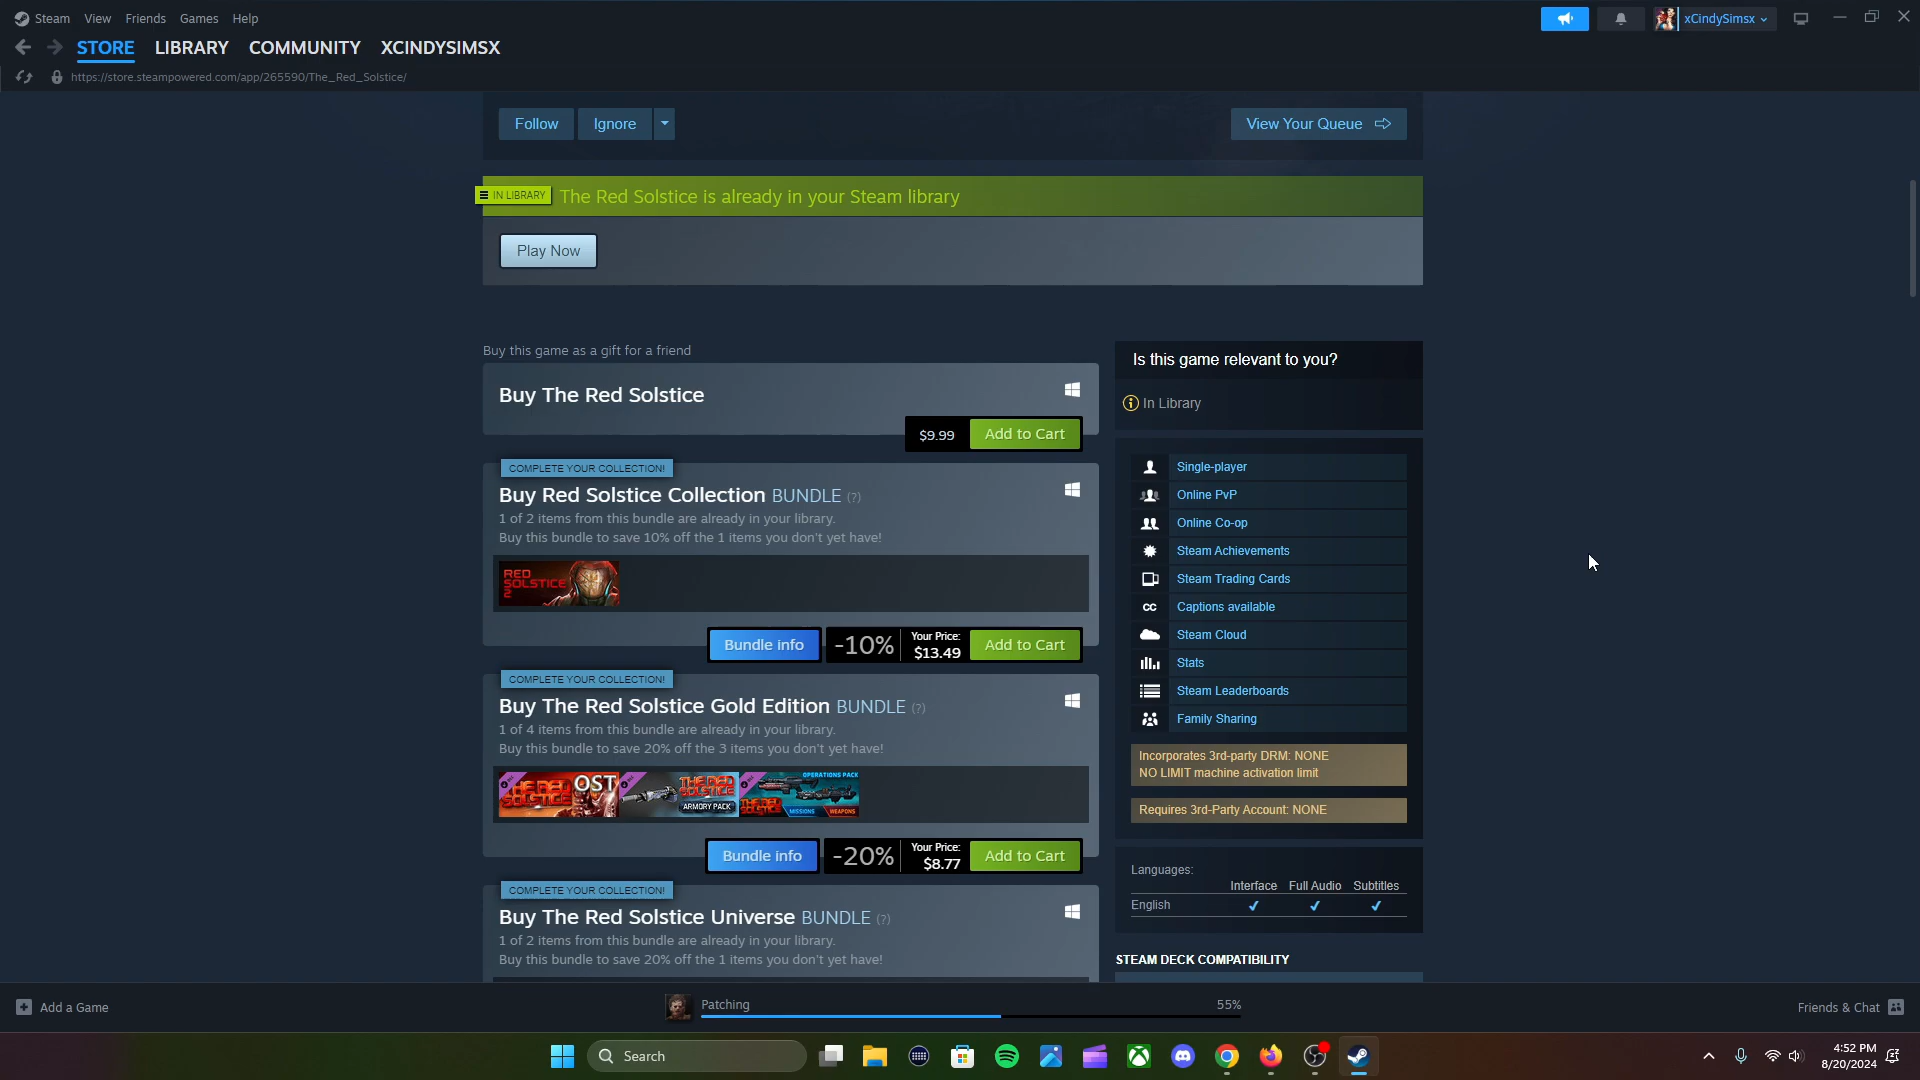 Steam View Friends Games Help
xCindySimsx
STORE LIBRARY COMMUNITY XCINDYSIMSX
https://store.steampowered.com/app/265590/The_Red_Solstice/
Follow Ignore
View Your Queue
IN LIBRARY The Red Solstice is already in your Steam library
Play Now
Buy this game as a gift for a friend
Buy The Red Solstice
$9.99 Add to Cart
COMPLETE YOUR COLLECTION!
Buy Red Solstice Collection BUNDLE (?)
1 of 2 items from this bundle are already in your library.
Buy this bundle to save 10% off the 1 items you don't yet have!
RED
SOLSTICE
2
Bundle info -10% Your Price:
$13.49 Add to Cart
COMPLETE YOUR COLLECTION!
Buy The Red Solstice Gold Edition BUNDLE (?)
1 of 4 items from this bundle are already in your library.
Buy this bundle to save 20% off the 3 items you don't yet have!
THE RED SOLSTICE OST
THE RED SOLSTICE ARMORY PACK
OPERATIONS PACK
THE RED SOLSTICE MISSIONS WEAPONS
Bundle info -20% Your Price:
$8.77 Add to Cart
COMPLETE YOUR COLLECTION!
Buy The Red Solstice Universe BUNDLE (?)
1 of 2 items from this bundle are already in your library.
Buy this bundle to save 20% off the 1 items you don't yet have!
Is this game relevant to you?
In Library
Single-player
Online PvP
Online Co-op
Steam Achievements
Steam Trading Cards
CC Captions available
Steam Cloud
Stats
Steam Leaderboards
Family Sharing
Incorporates 3rd-party DRM: NONE
NO LIMIT machine activation limit
Requires 3rd-Party Account: NONE
Languages:
Interface Full Audio Subtitles
English ✔ ✔ ✔
STEAM DECK COMPATIBILITY
Add a Game
Patching 55%
Friends & Chat
Search
4:52 PM
8/20/2024